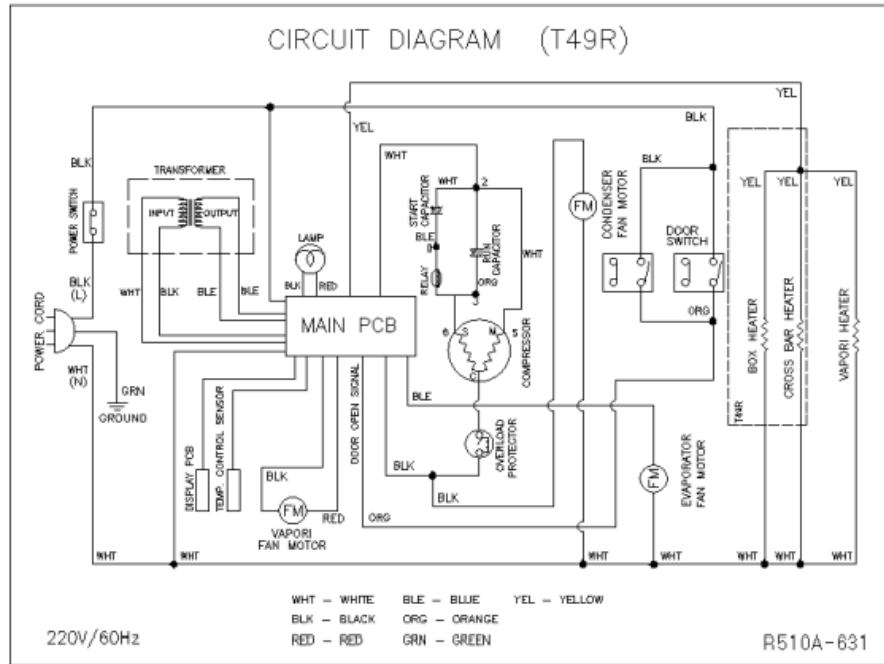 CIRCUIT DIAGRAM (T49R)
YEL
YEL
BLK
WHT
BLK
BLK
TRANSFORMER
INPUT
OUTPUT
POWER SWITCH
LAMP
BLK
RED
WHT
2
START CAPACITOR
BLE
RUN CAPACITOR
WHT
RELAY
ORG
3
FM
CONDENSER FAN MOTOR
DOOR SWITCH
YEL
YEL
YEL
BLK
(L)
WHT
BLK
BLE
BLE
POWER CORD
MAIN PCB
6
S
M
5
C
COMPRESSOR
ORG
BOX HEATER
CROSS BAR HEATER
VAPORI HEATER
WHT
(N)
GRN
GROUND
DISPLAY PCB
TEMP. CONTROL SENSOR
DOOR OPEN SIGNAL
BLE
T49R
OVERLOAD PROTECTOR
BLK
BLK
BLK
FM
RED
VAPORI
FAN MOTOR
ORG
FM
EVAPORATOR FAN MOTOR
WHT
WHT
WHT
WHT
WHT
WHT
WHT
WHT - WHITE BLE - BLUE YEL - YELLOW
BLK - BLACK ORG - ORANGE
RED - RED GRN - GREEN
220V/60Hz
R510A-631